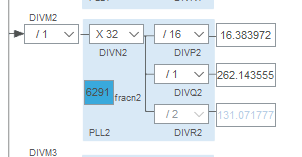 DIVM2
/ 1
X 32
/ 16
16.383972
DIVN2
DIVP2
/ 1
262.143555
6291
fracn2
DIVQ2
/ 2
131.071777
PLL2
DIVR2
DIVM3